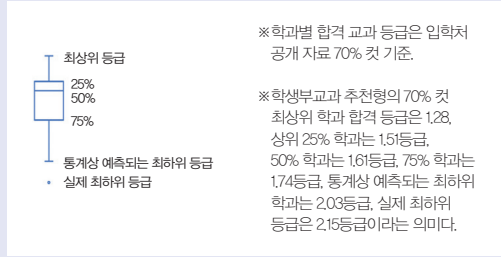 최상위 등급
25%
50%
75%
통계상 예측되는 최하위 등급
실제 최하위 등급
※학과별 합격 교과 등급은 입학처
공개 자료 70% 컷 기준.
※학생부교과 추천형의 70% 컷
최상위 학과 합격 등급은 1.28,
상위 25% 학과는 1.51등급,
50% 학과는 1.61등급, 75% 학과는
1.74등급, 통계상 예측되는 최하위
학과는 2.03등급, 실제 최하위
등급은 2.15등급이라는 의미다.